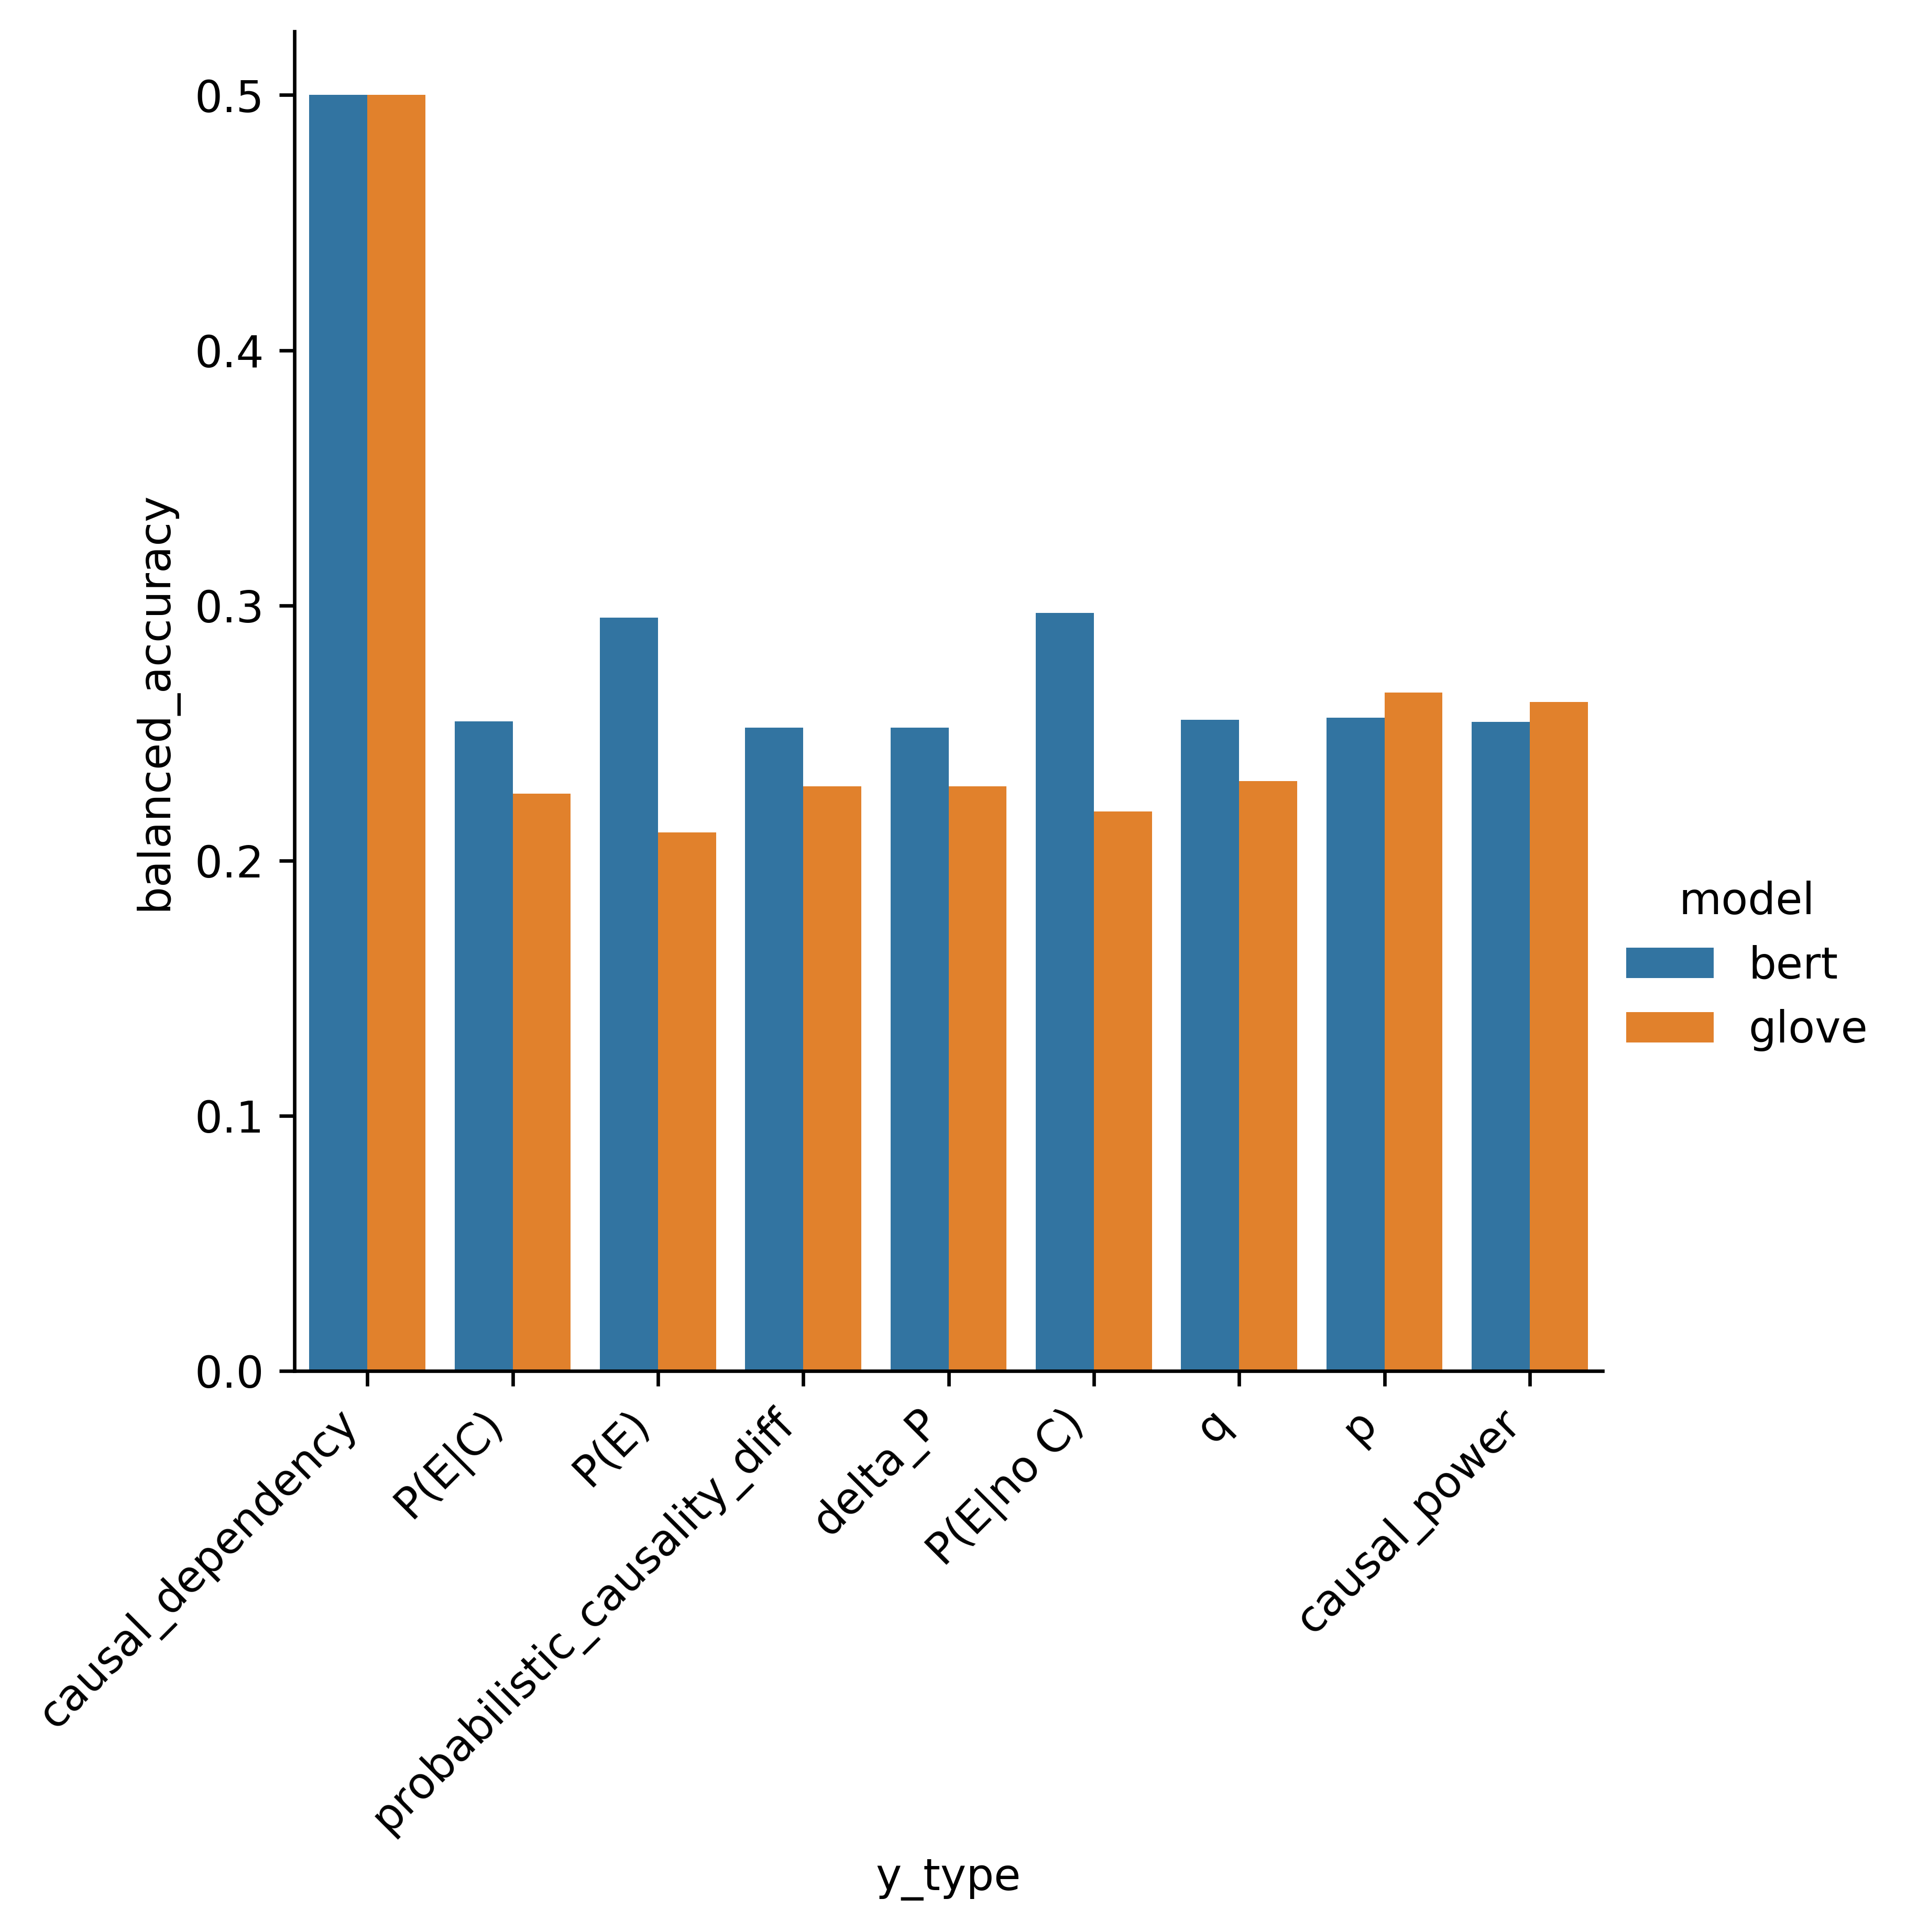 balanced_accuracy
0.5
0.4
0.3
0.2
0.1
0.0
causal_dependency
P(E|C)
P(E)
probabilistic_causality_diff
delta_P
P(E|no C)
q
p
causal_power
y_type
model
bert
glove